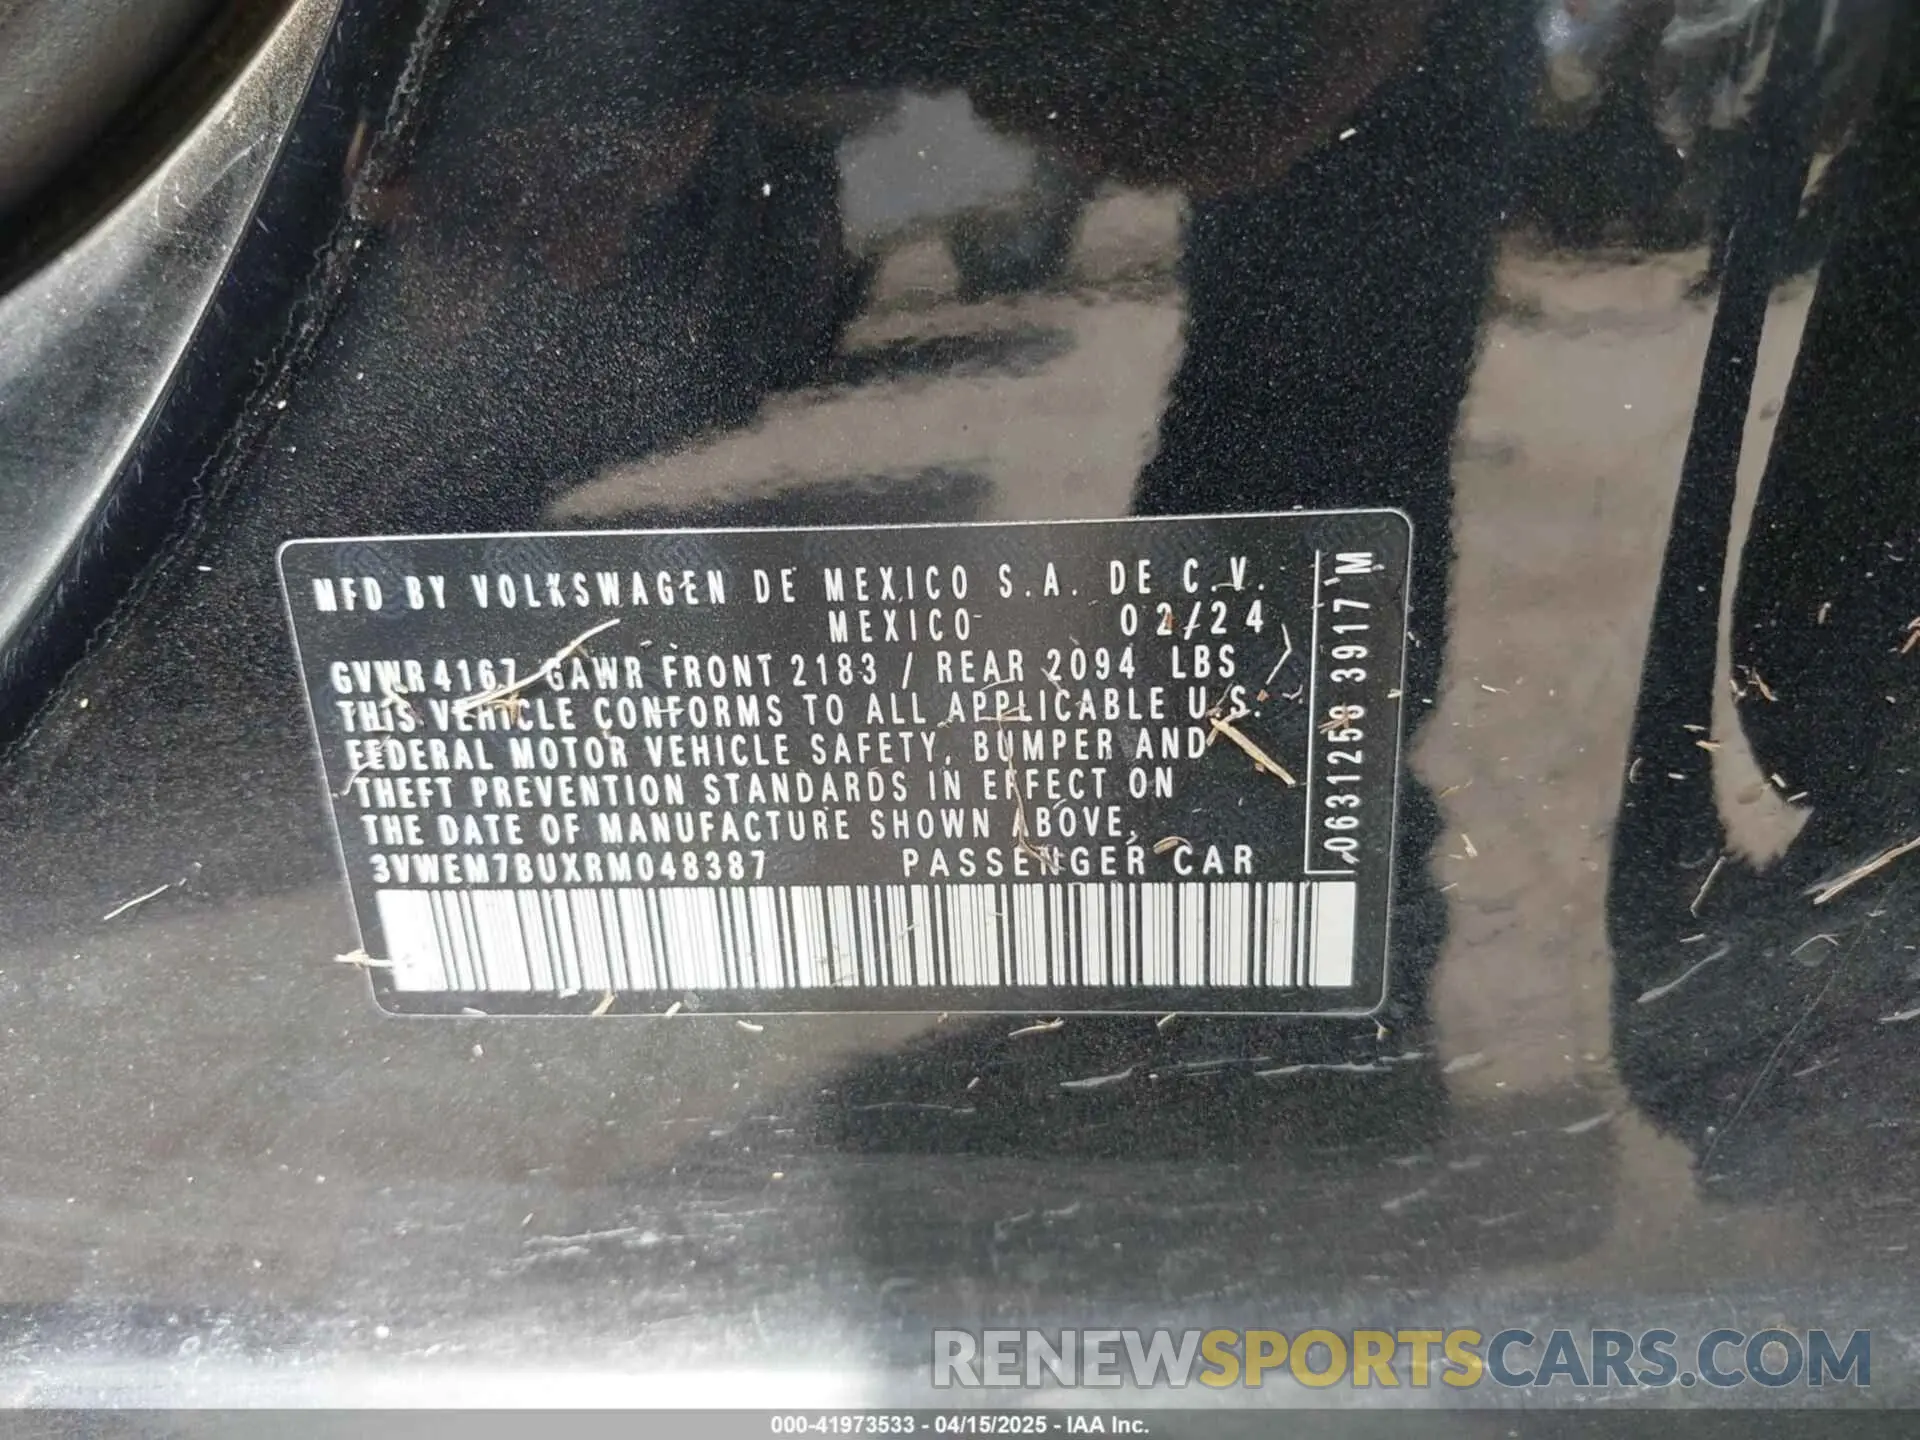 MFD BY VOLKSWAGEN DE MEXICO S.A. DE C.V.
MEXICO 02/24
GVWR 4167 GAWR FRONT 2183 / REAR 2094 LBS
THIS VEHICLE CONFORMS TO ALL APPLICABLE U.S.
FEDERAL MOTOR VEHICLE SAFETY, BUMPER AND
THEFT PREVENTION STANDARDS IN EFFECT ON
THE DATE OF MANUFACTURE SHOWN ABOVE.
3VWEM7BUXRM048387 PASSENGER CAR
0631258 3917 M
RENEWSPORTSCARS.COM
000-41973533 - 04/15/2025 - IAA Inc.